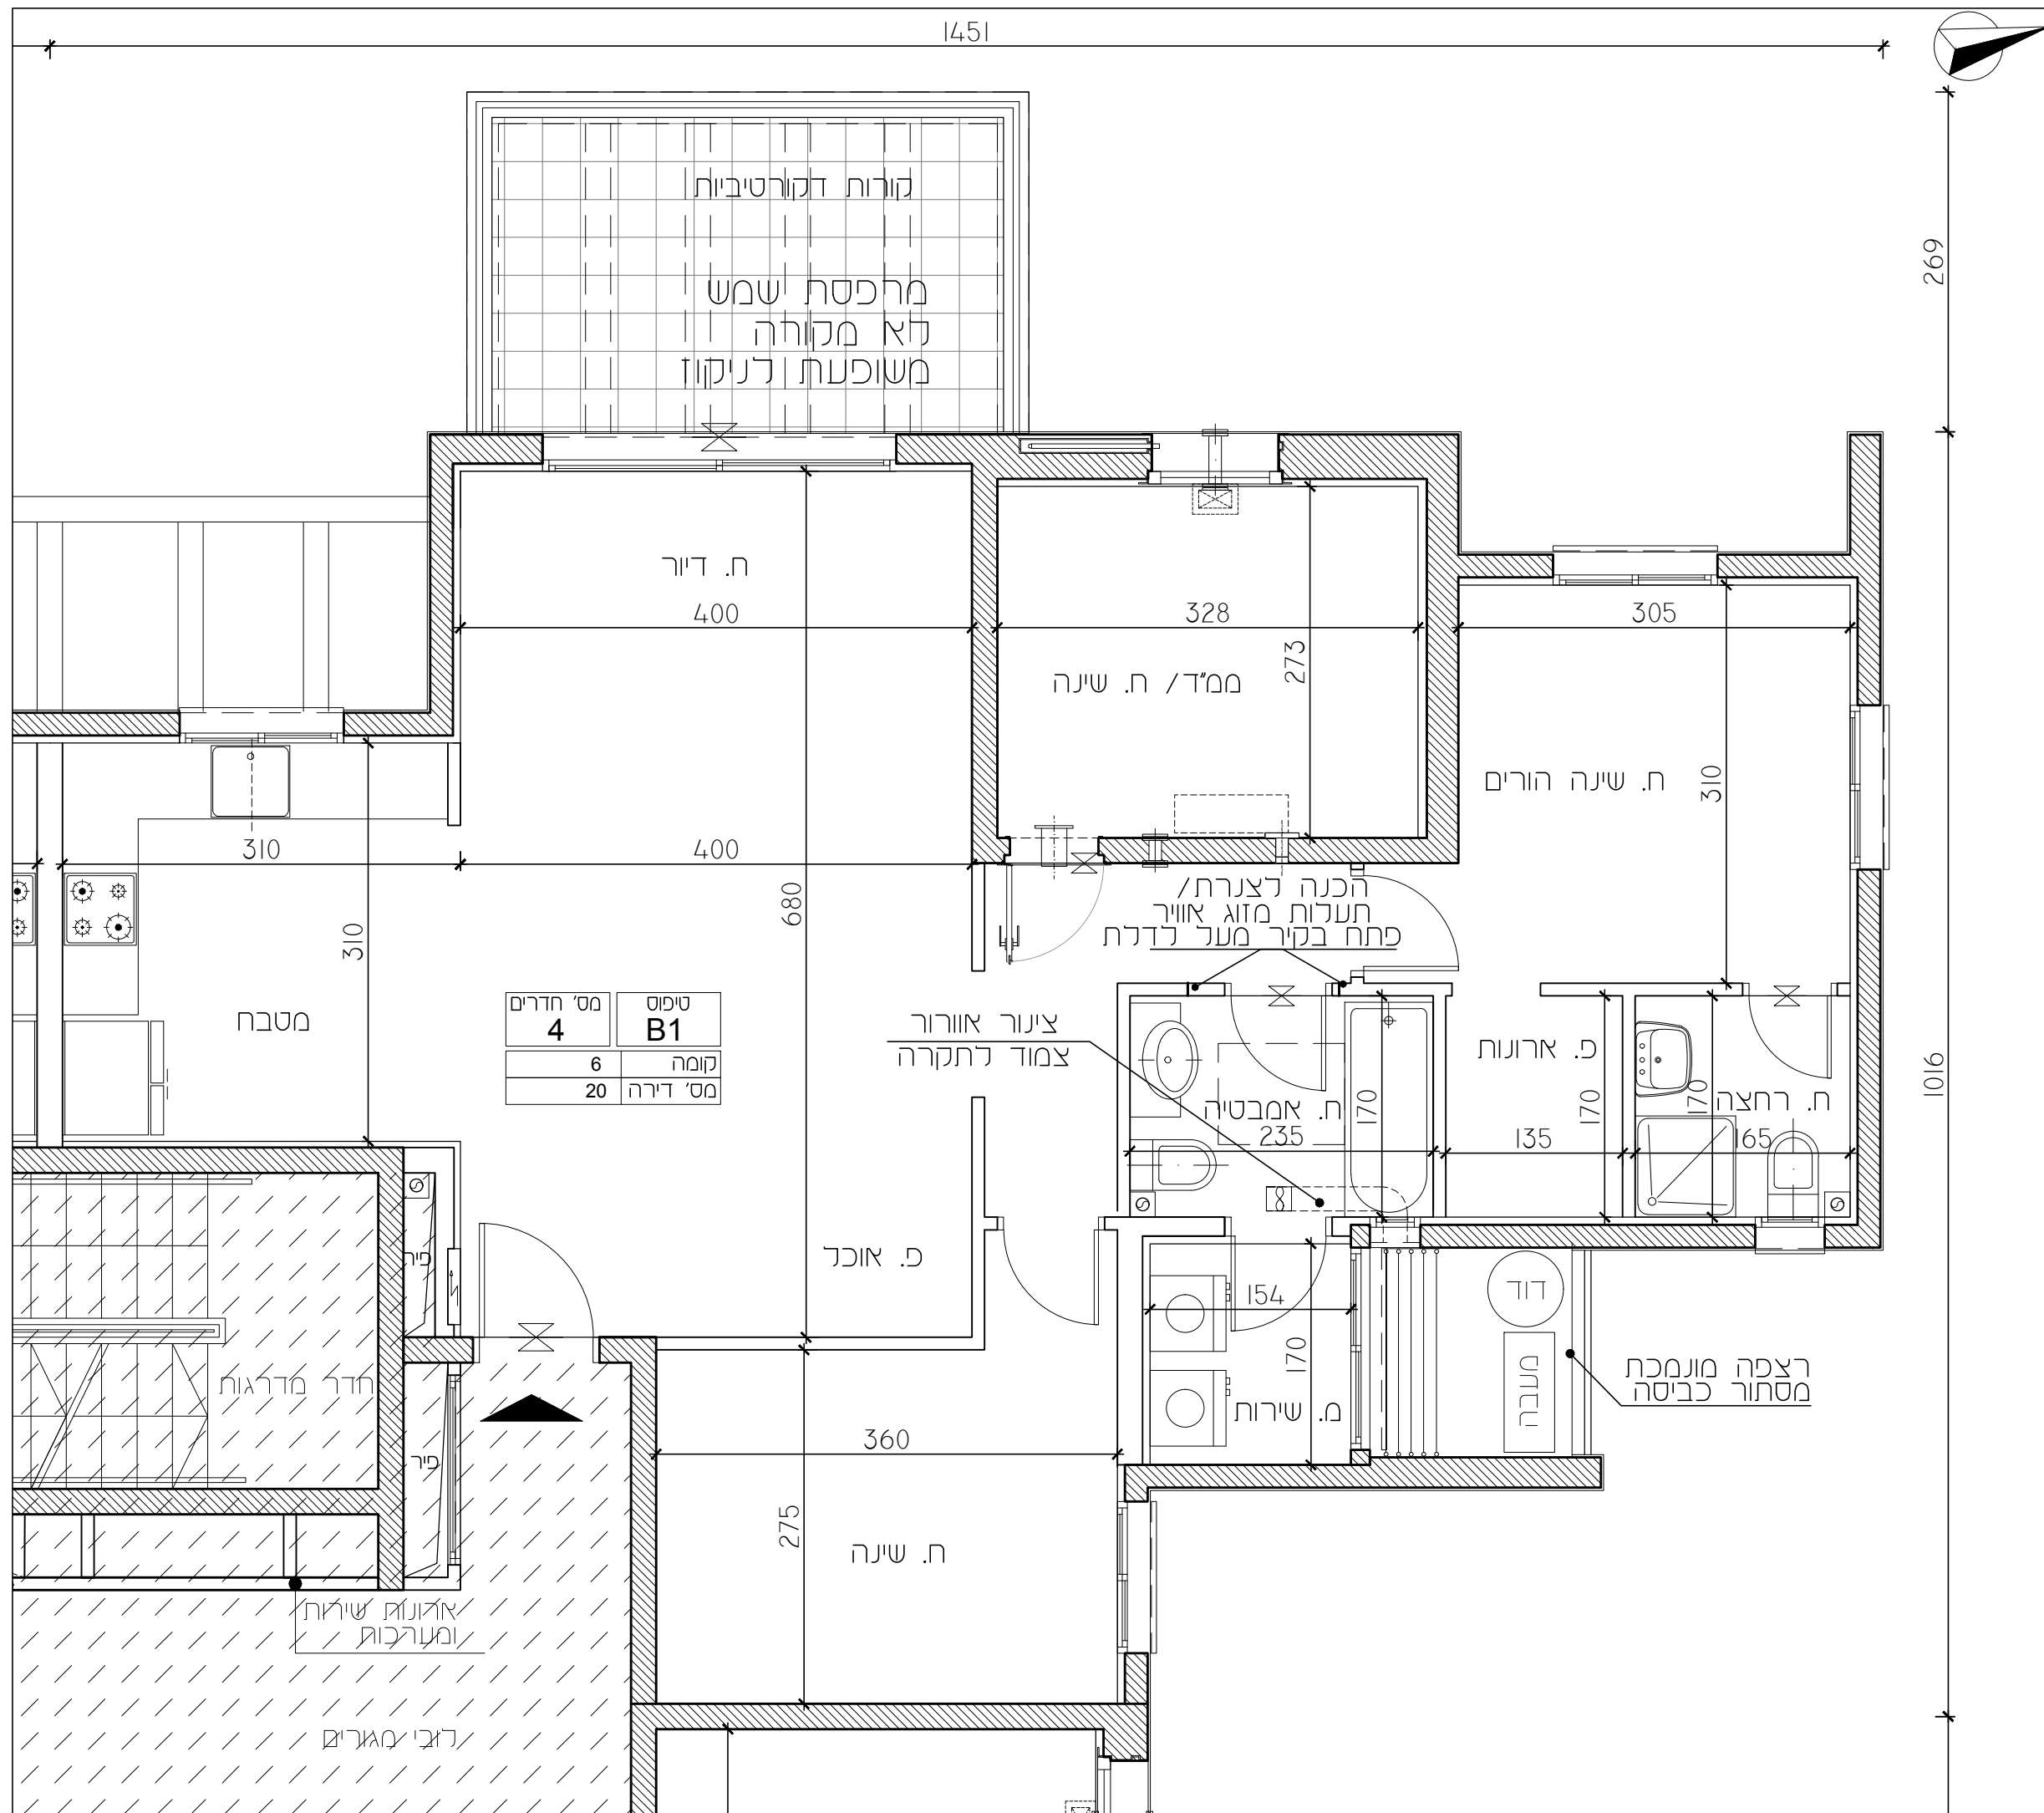 1451
קורות דקורטיביות
מרפסת שמש
לא מקורה
משופעת לניקוז
269
ח. דיור
400
328
305
273
ממ"ד/ ח. שינה
ח. שינה הורים
310
310
400
680
310
הכנה לצנרת/
תעלות מזוג אוויר
פתח בקיר מעל לדלת
מס' חדרים
4
טיפוס
B1
קומה 6
מס' דירה 20
מטבח
צינור אוורור
צמוד לתקרה
פ. ארונות
1016
ח. אמבטיה
235
170
170
135
170
ח. רחצה
165
פיר
פ. אוכל
154
170
דוד
מעבה
רצפה מונמכת
מסתור כביסה
חדר מדרגות
פיר
מ. שירות
360
275
ח. שינה
ארונות שירות
ומערכות
לובי מגורים